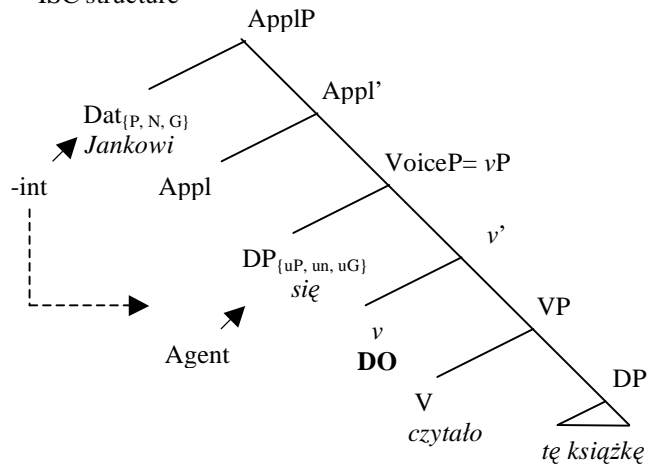 ISC structure
ApplP
Appl’
Dat{P, N, G}
Jankowi
VoiceP= vP
-int
Appl
v’
DP{uP, un, uG}
się
VP
v
Agent
DO
DP
V
czytało
tę książkę